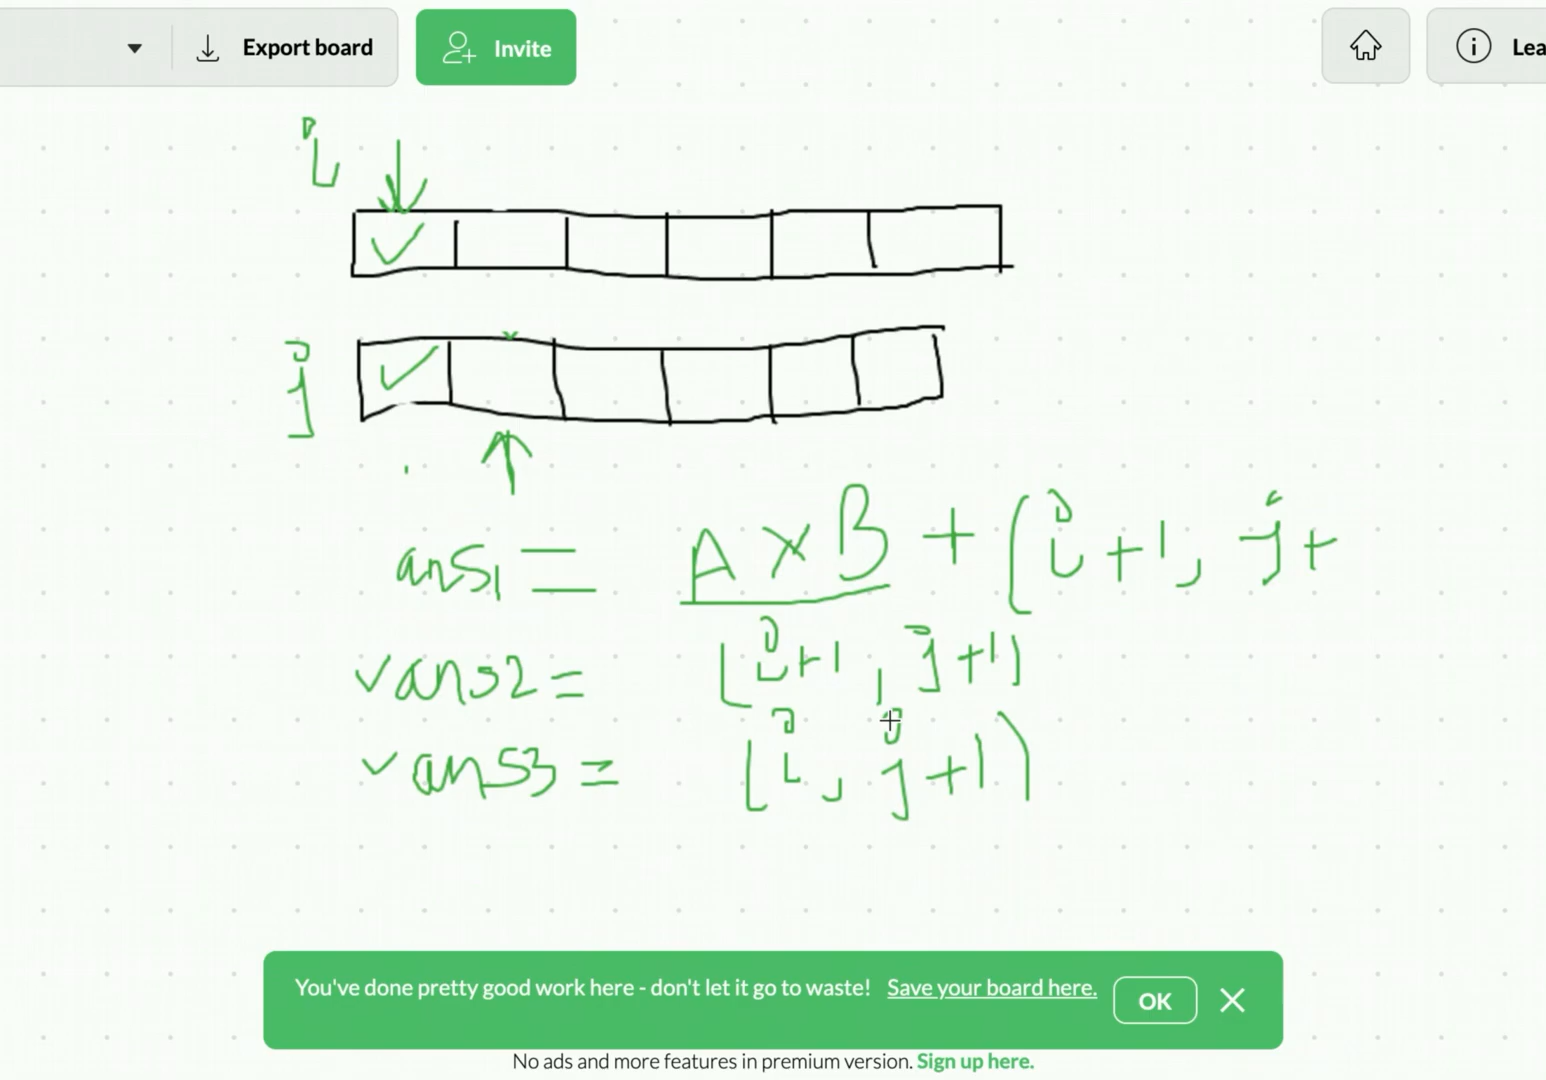 Export board
Invite
Lea
i
j
ans1 = A x B + (i+1, j+
✓ ans2 = (i+1, j+1)
✓ ans3 = (i, j+1)
You've done pretty good work here - don't let it go to waste! Save your board here. OK
No ads and more features in premium version. Sign up here.